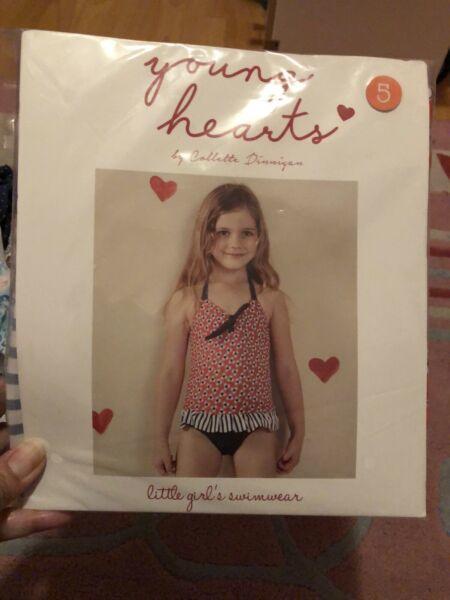 young
5
hearts
by Collette Dinnigan
little girl's swimwear